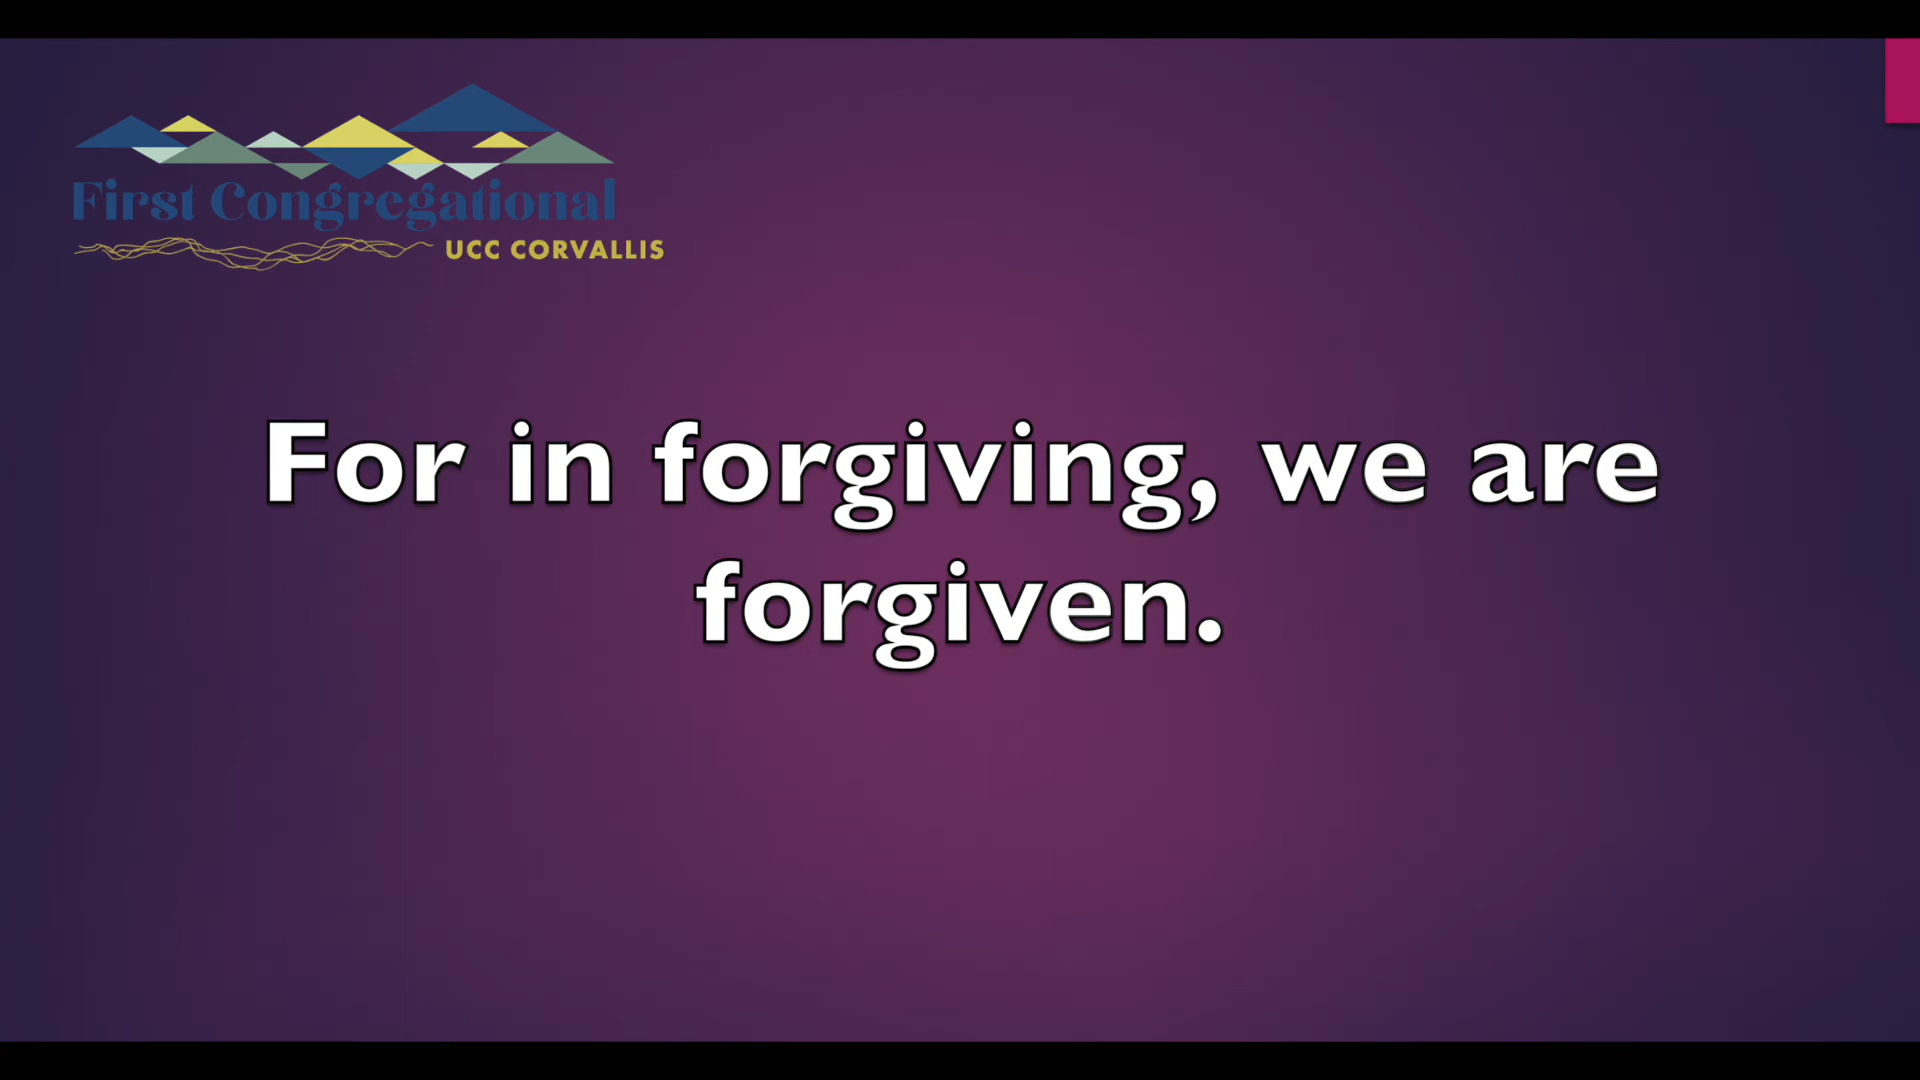 First Congregational
UCC CORVALLIS
For in forgiving, we are
forgiven.